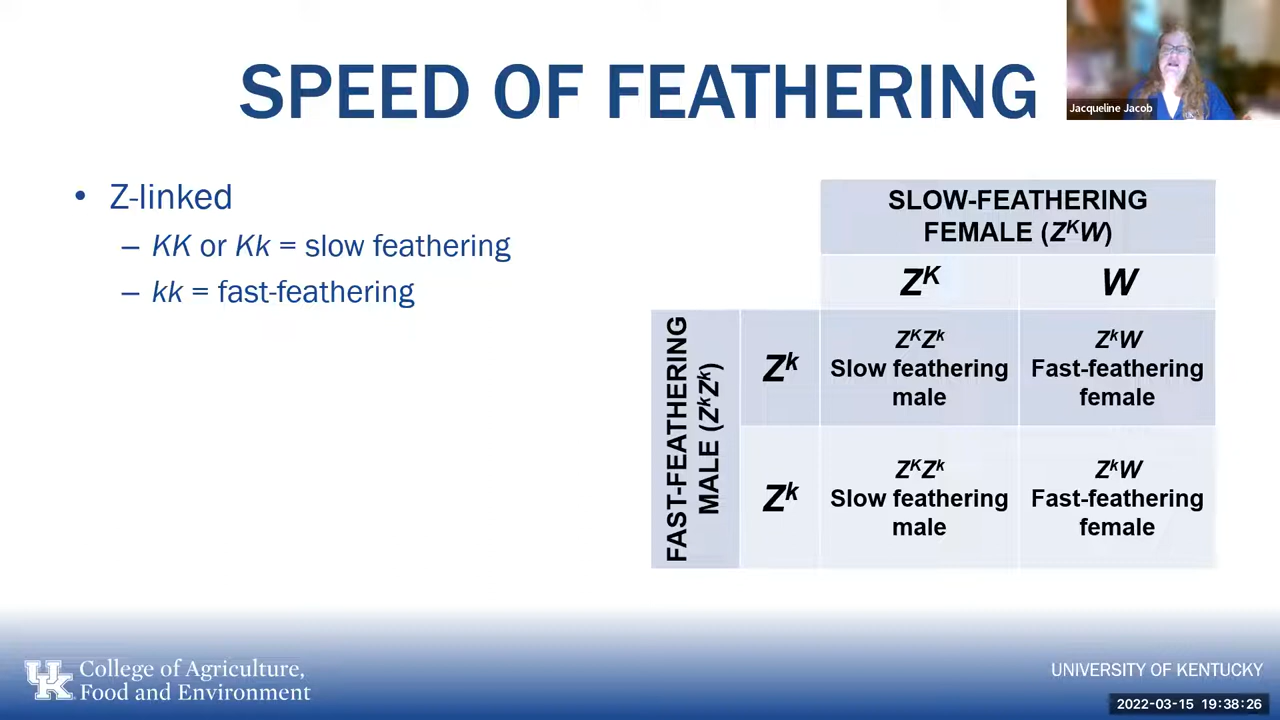 SPEED OF FEATHERING
Jacqueline Jacob
• Z-linked
– KK or Kk = slow feathering
– kk = fast-feathering
SLOW-FEATHERING
FEMALE (ZᴷW)
Zᴷ
W
FAST-FEATHERING
MALE (ZᵏZᵏ)
Zᵏ
ZᴷZᵏ
Slow feathering
male
ZᵏW
Fast-feathering
female
Zᵏ
ZᴷZᵏ
Slow feathering
male
ZᵏW
Fast-feathering
female
UK
College of Agriculture,
Food and Environment
UNIVERSITY OF KENTUCKY
2022-03-15 19:38:26